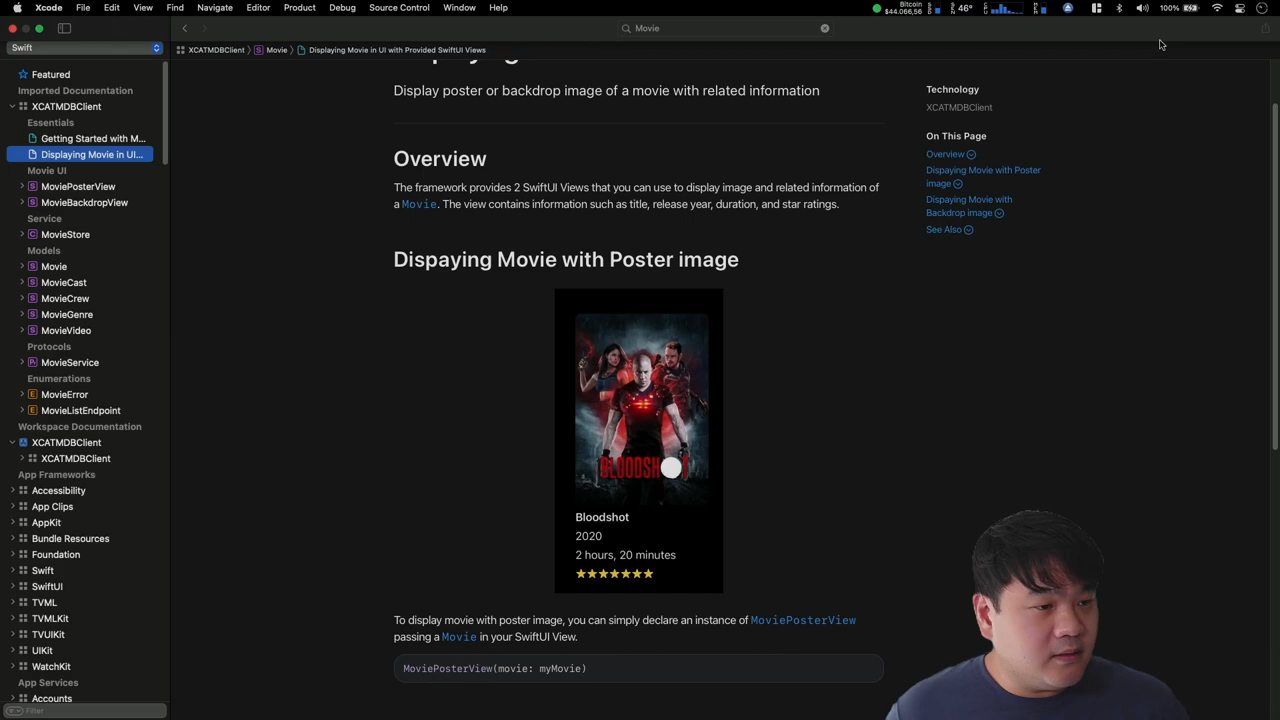 Xcode File Edit View Find Navigate Editor Product Debug Source Control Window Help
Bitcoin
$44.066,56
46°
100%
Movie
Swift
XCATMDBClient Movie Displaying Movie in UI with Provided SwiftUI Views
Featured
Imported Documentation
XCATMDBClient
Essentials
Getting Started with M...
Displaying Movie in UI...
Movie UI
MoviePosterView
MovieBackdropView
Service
MovieStore
Models
Movie
MovieCast
MovieCrew
MovieGenre
MovieVideo
Protocols
MovieService
Enumerations
MovieError
MovieListEndpoint
Workspace Documentation
XCATMDBClient
XCATMDBClient
App Frameworks
Accessibility
App Clips
AppKit
Bundle Resources
Foundation
Swift
SwiftUI
TVML
TVMLKit
TVUIKit
UIKit
WatchKit
App Services
Accounts
Filter
Display poster or backdrop image of a movie with related information
Overview
The framework provides 2 SwiftUI Views that you can use to display image and related information of
a Movie. The view contains information such as title, release year, duration, and star ratings.
Dispaying Movie with Poster image
Bloodshot
2020
2 hours, 20 minutes
★★★★★★★
To display movie with poster image, you can simply declare an instance of MoviePosterView
passing a Movie in your SwiftUI View.
MoviePosterView(movie: myMovie)
Technology
XCATMDBClient
On This Page
Overview
Dispaying Movie with Poster
image
Dispaying Movie with
Backdrop image
See Also